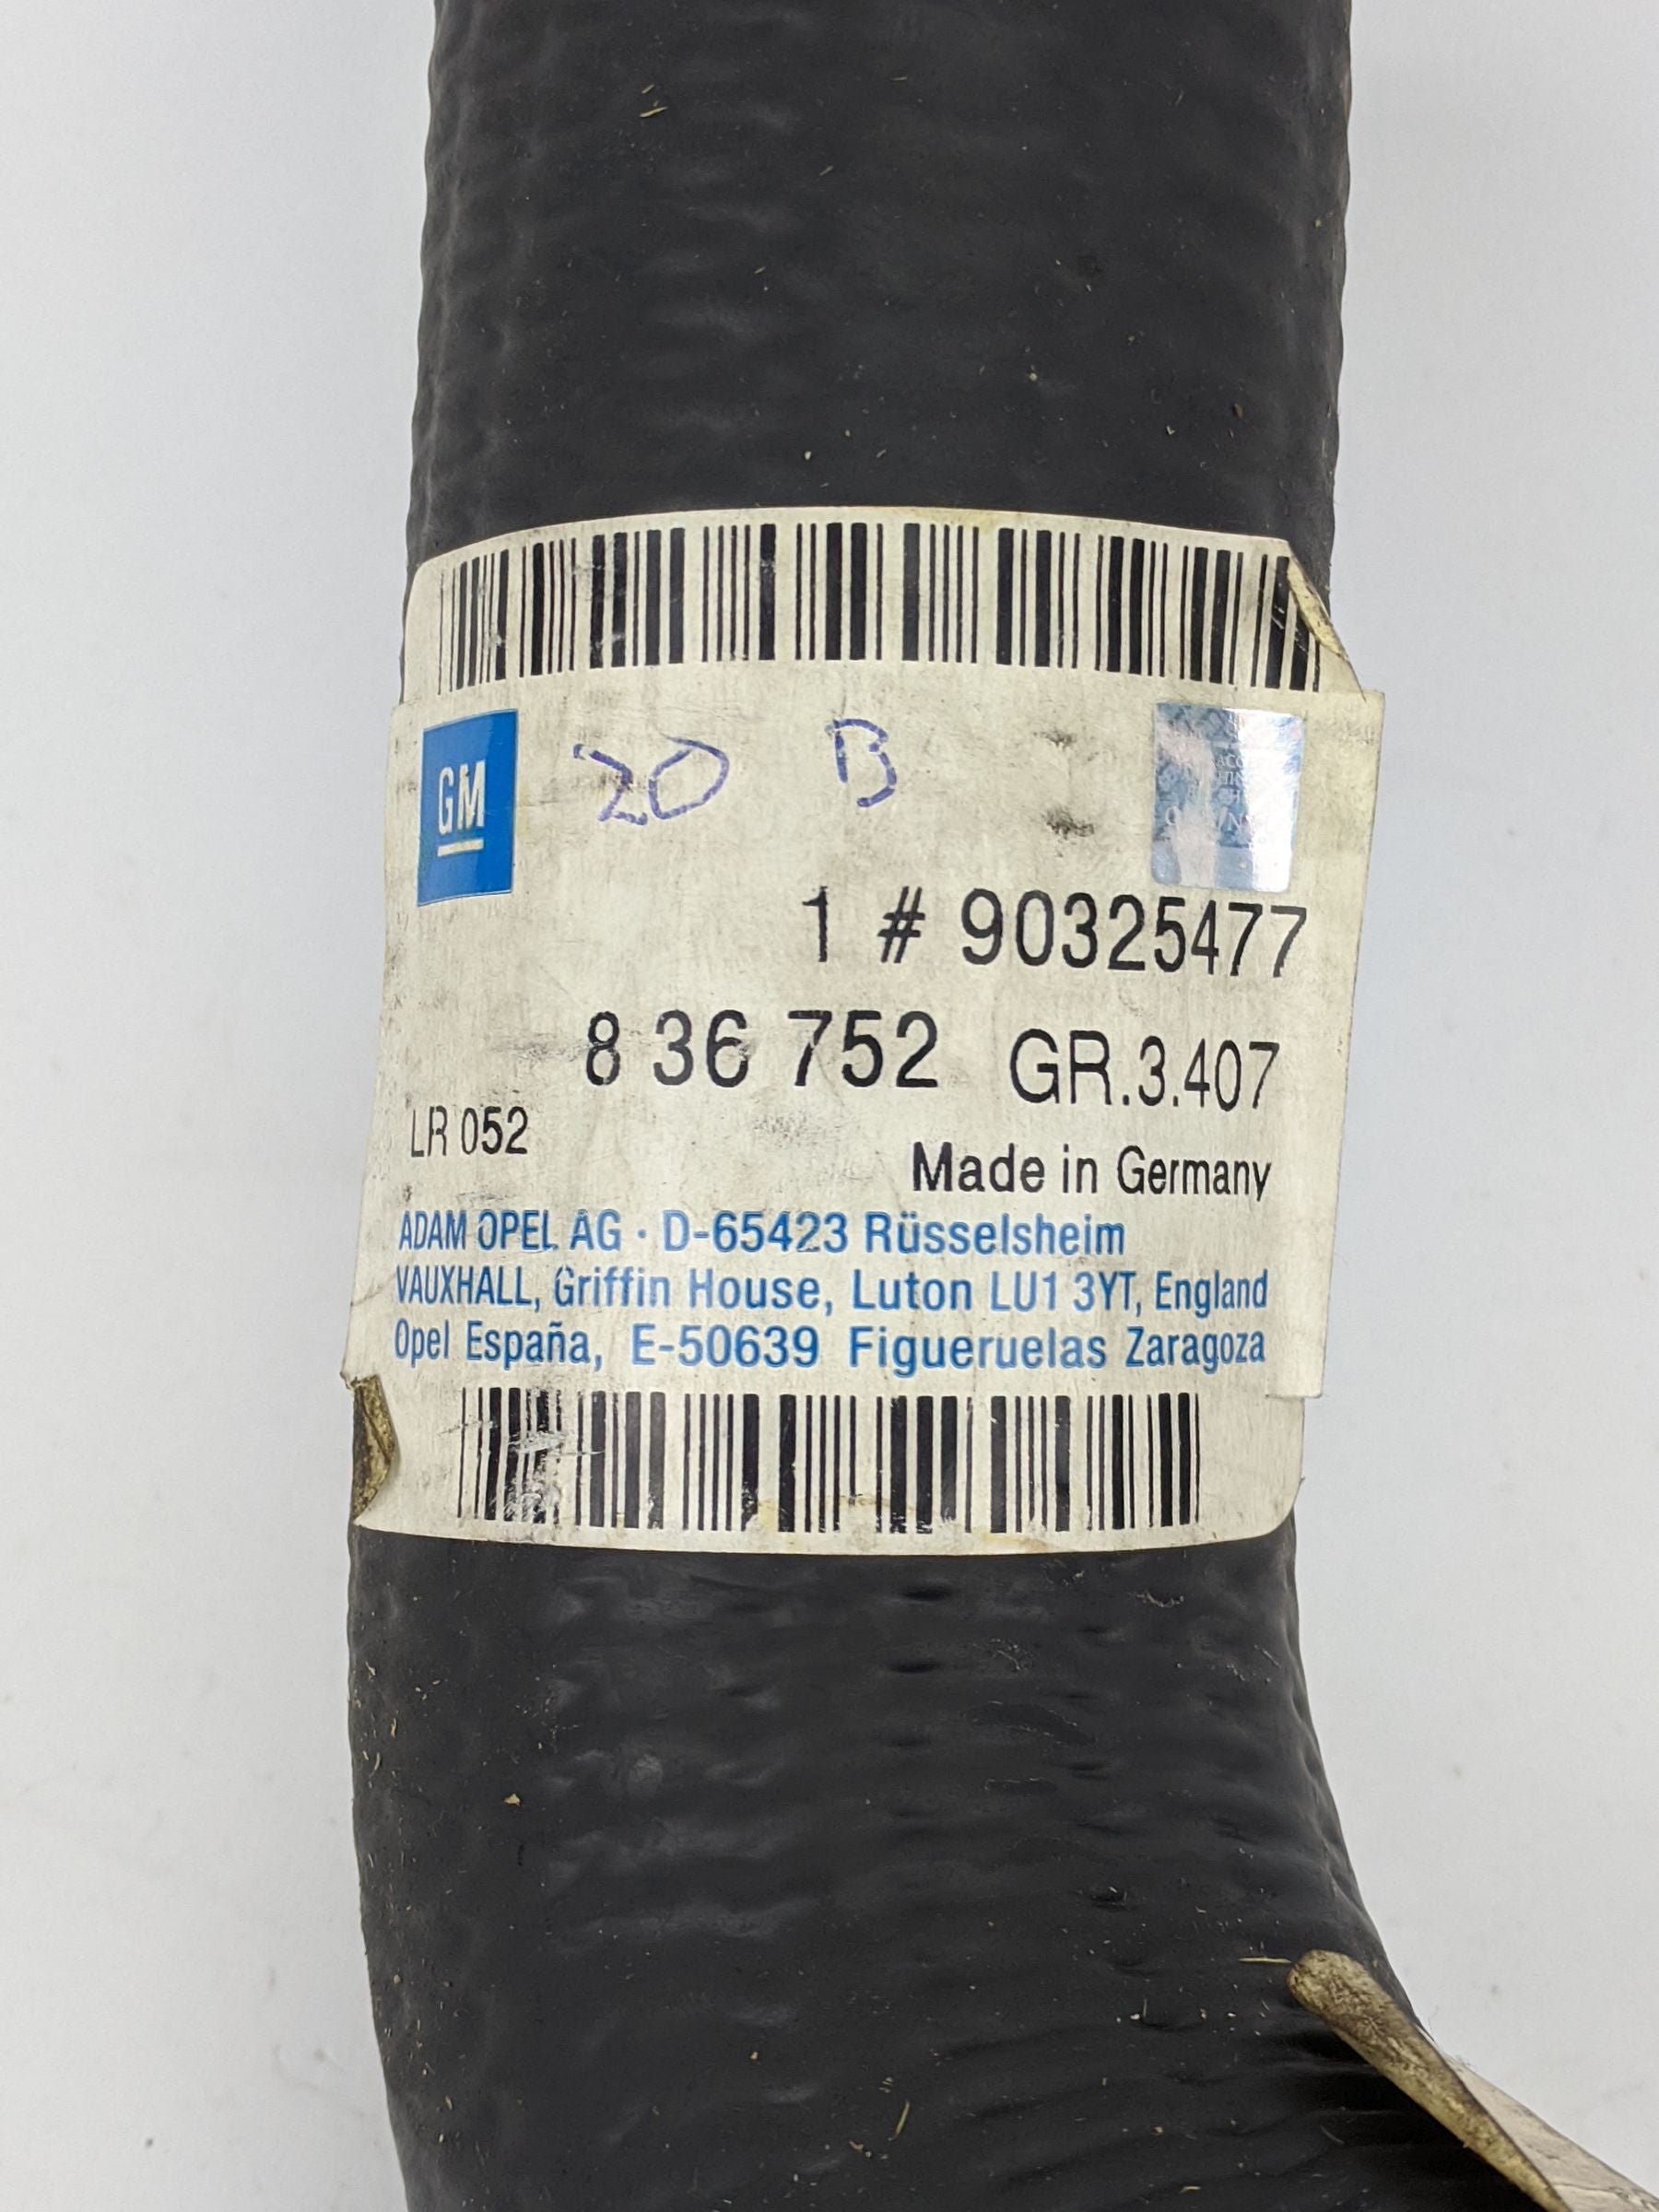 GM
20 B
1 # 90325477
8 36 752 GR.3.407
LR 052
Made in Germany
ADAM OPEL AG · D-65423 Rüsselsheim
VAUXHALL, Griffin House, Luton LU1 3YT, England
Opel España, E-50639 Figueruelas Zaragoza